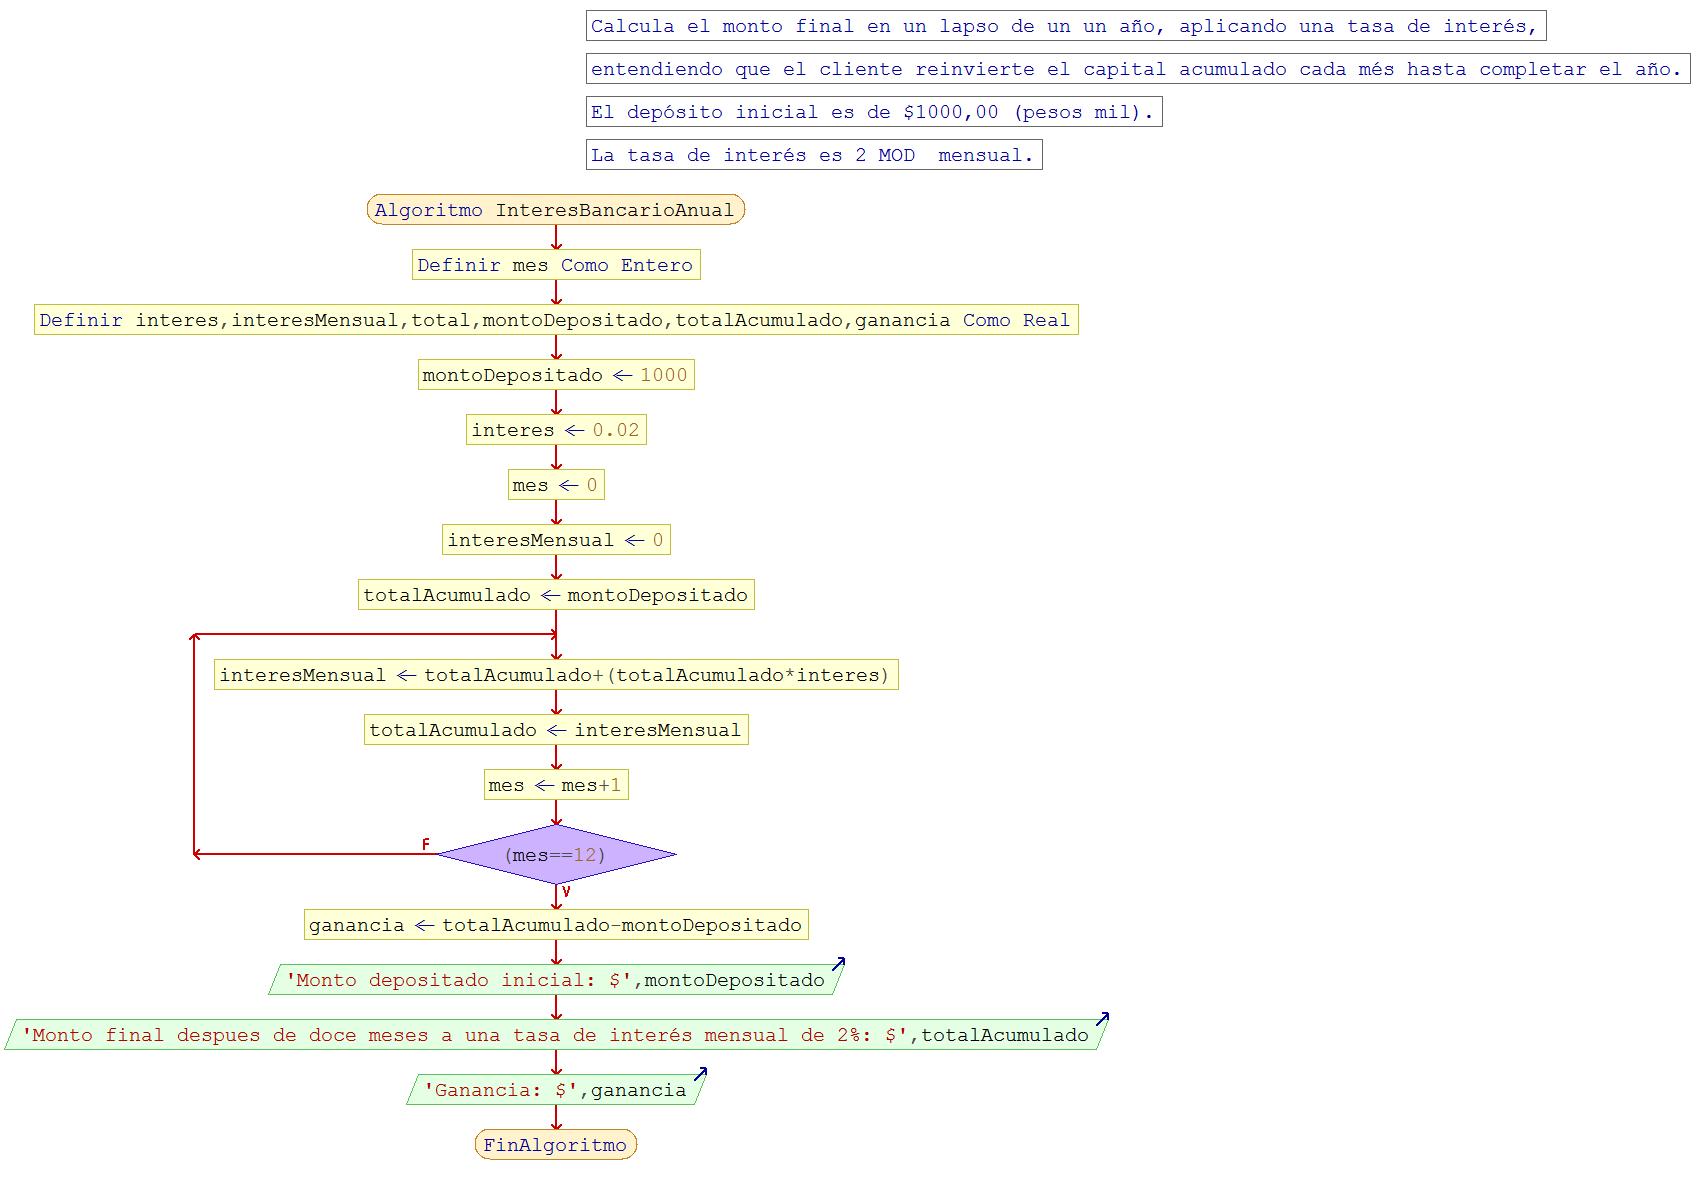 Calcula el monto final en un lapso de un un año, aplicando una tasa de interés,
entendiendo que el cliente reinvierte el capital acumulado cada més hasta completar el año.
El depósito inicial es de $1000,00 (pesos mil).
La tasa de interés es 2 MOD  mensual.
Algoritmo InteresBancarioAnual
Definir mes Como Entero
Definir interes,interesMensual,total,montoDepositado,totalAcumulado,ganancia Como Real
montoDepositado ← 1000
interes ← 0.02
mes ← 0
interesMensual ← 0
totalAcumulado ← montoDepositado
interesMensual ← totalAcumulado+(totalAcumulado*interes)
totalAcumulado ← interesMensual
mes ← mes+1
F
(mes==12)
V
ganancia ← totalAcumulado-montoDepositado
'Monto depositado inicial: $',montoDepositado
'Monto final despues de doce meses a una tasa de interés mensual de 2%: $',totalAcumulado
'Ganancia: $',ganancia
FinAlgoritmo